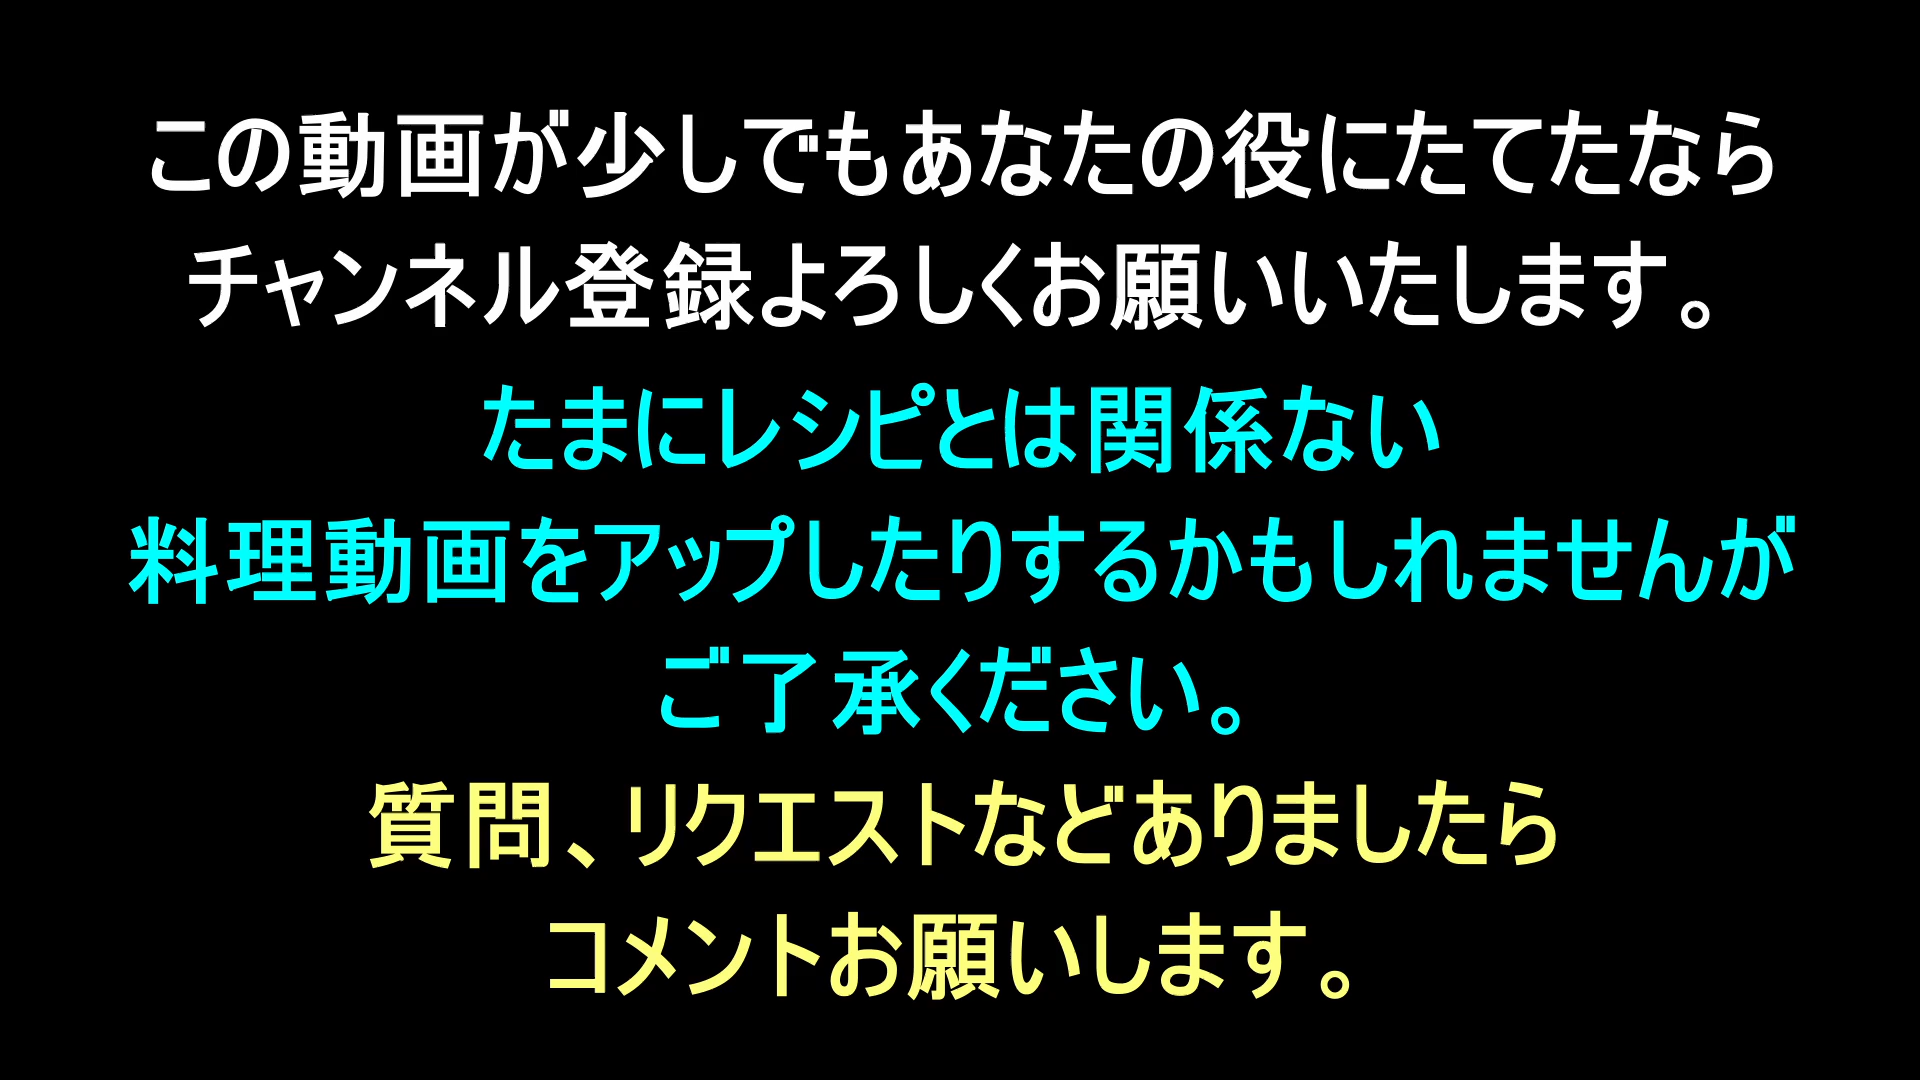 この動画が少しでもあなたの役にたてたなら
チャンネル登録よろしくお願いいたします。
たまにレシピとは関係ない
料理動画をアップしたりするかもしれませんが
ご了承ください。
質問、リクエストなどありましたら
コメントお願いします。